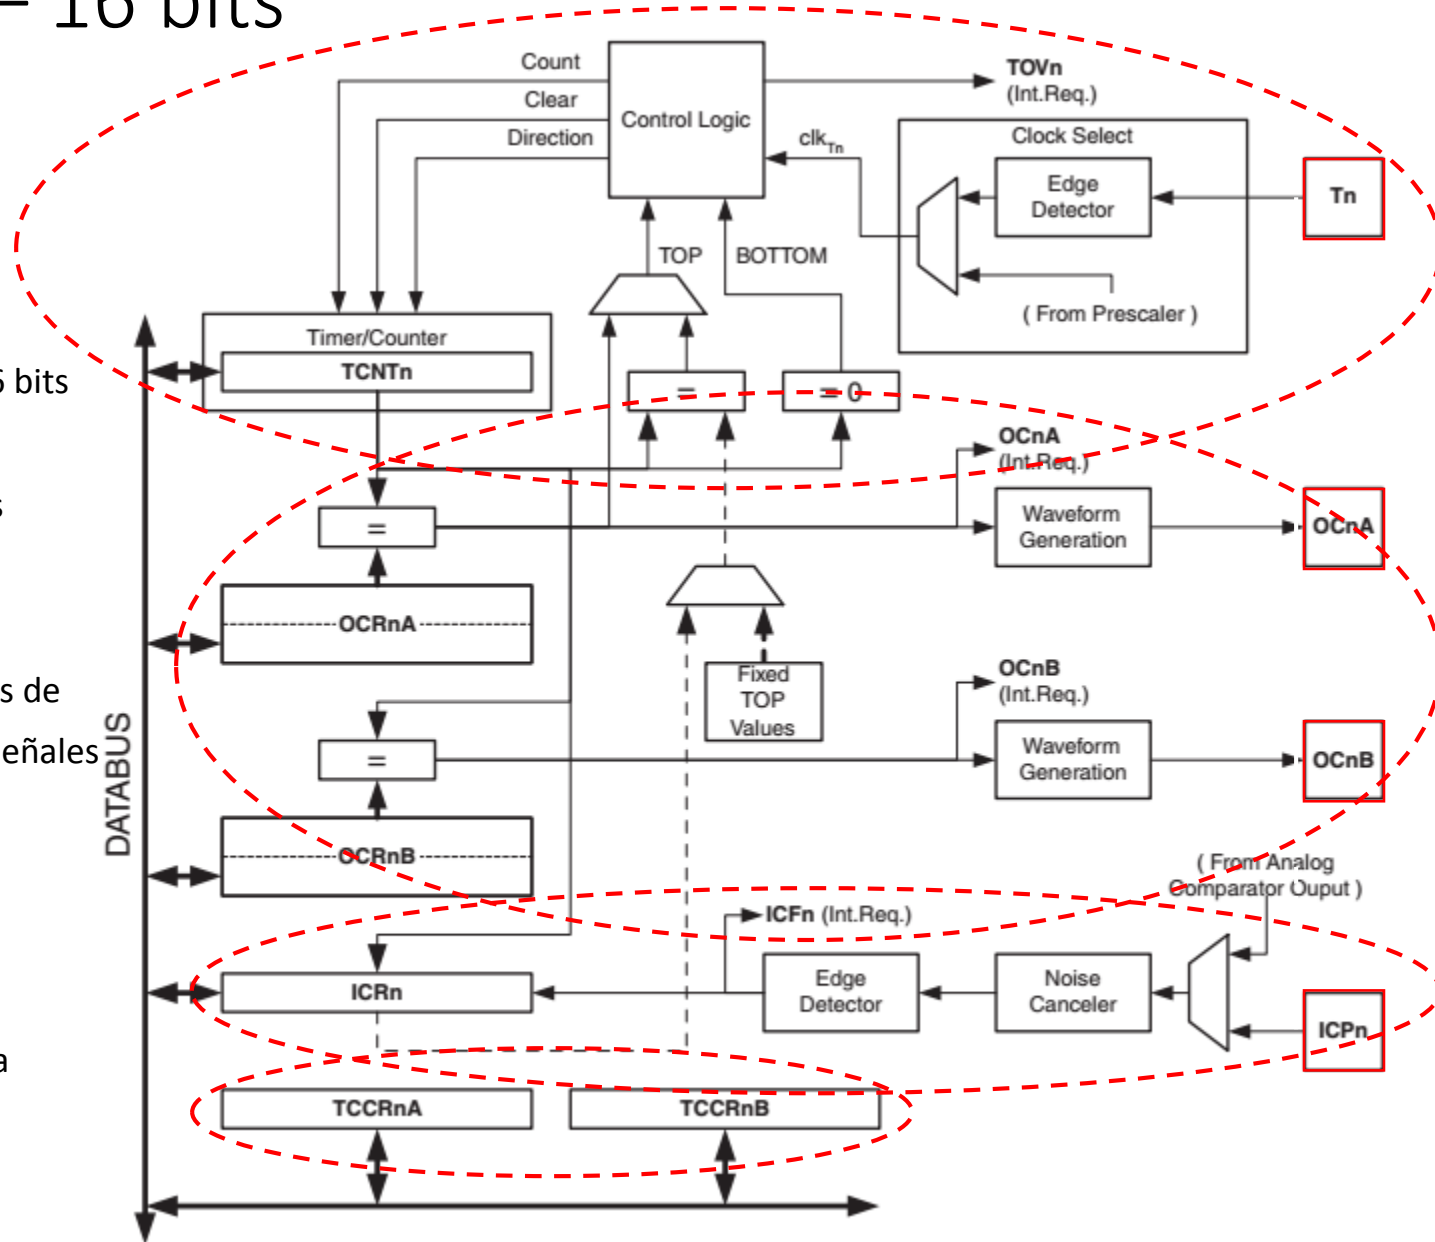 – 16 bits
Count
Clear
Direction
Control Logic
TOVn
(Int.Req.)
clkTn
Clock Select
Edge
Detector
Tn
( From Prescaler )
TOP
BOTTOM
Timer/Counter
TCNTn
=
= 0
6 bits
OCnA
(Int.Req.)
s
=
Waveform
Generation
OCnA
OCRnA
Fixed
TOP
Values
s de
eñales
OCnB
(Int.Req.)
=
Waveform
Generation
OCnB
DATABUS
OCRnB
( From Analog
Comparator Ouput )
ICFn (Int.Req.)
ICRn
Edge
Detector
Noise
Canceler
ICPn
a
TCCRnA
TCCRnB